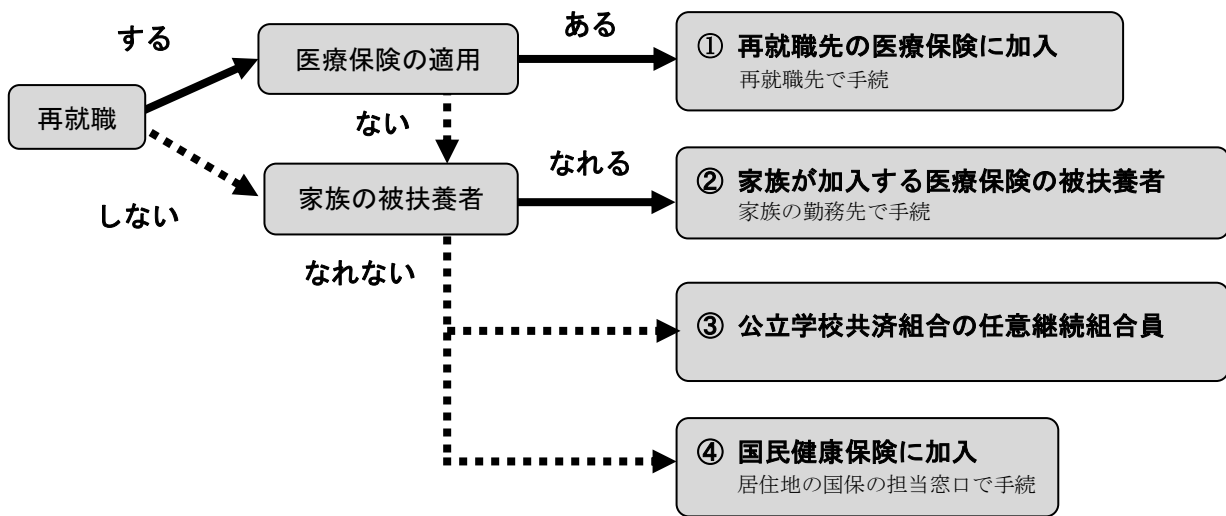 する
ある
医療保険の適用
① 再就職先の医療保険に加入
再就職先で手続
再就職
ない
なれる
しない
家族の被扶養者
② 家族が加入する医療保険の被扶養者
家族の勤務先で手続
なれない
③ 公立学校共済組合の任意継続組合員
④ 国民健康保険に加入
居住地の国保の担当窓口で手続